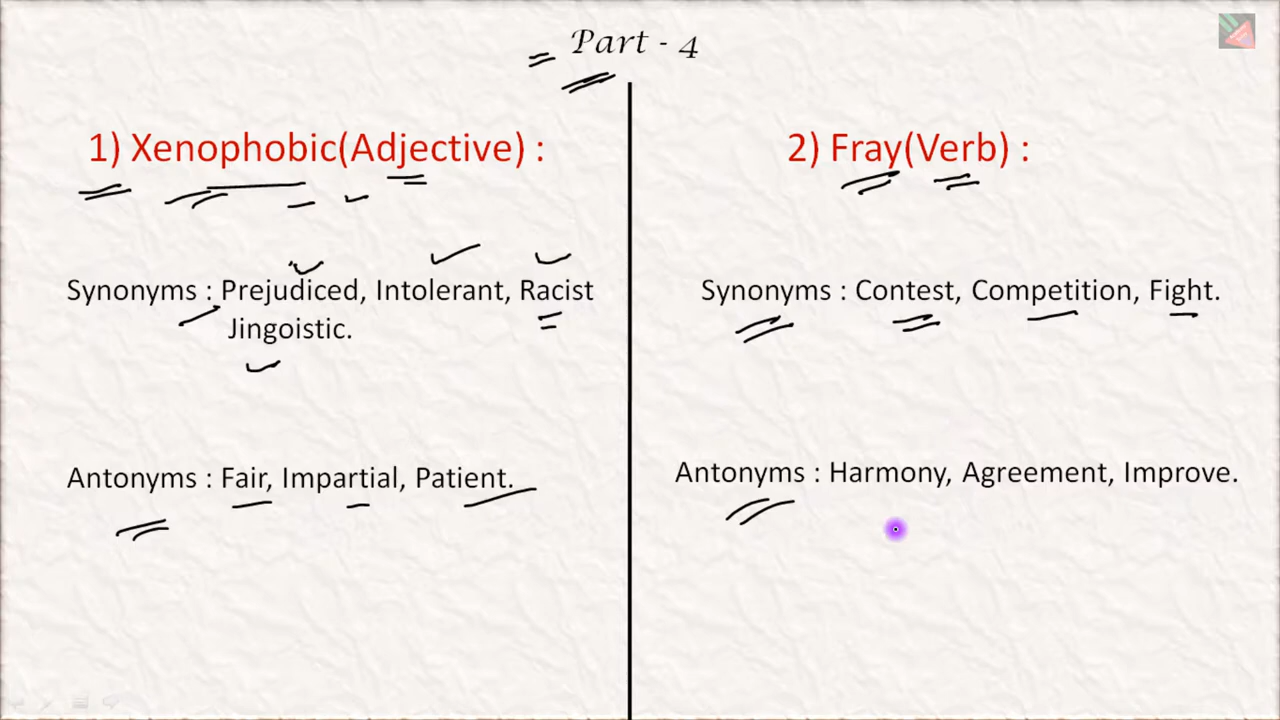 Part - 4
1) Xenophobic(Adjective) :
Synonyms : Prejudiced, Intolerant, Racist
Jingoistic.
Antonyms : Fair, Impartial, Patient.
2) Fray(Verb) :
Synonyms : Contest, Competition, Fight.
Antonyms : Harmony, Agreement, Improve.